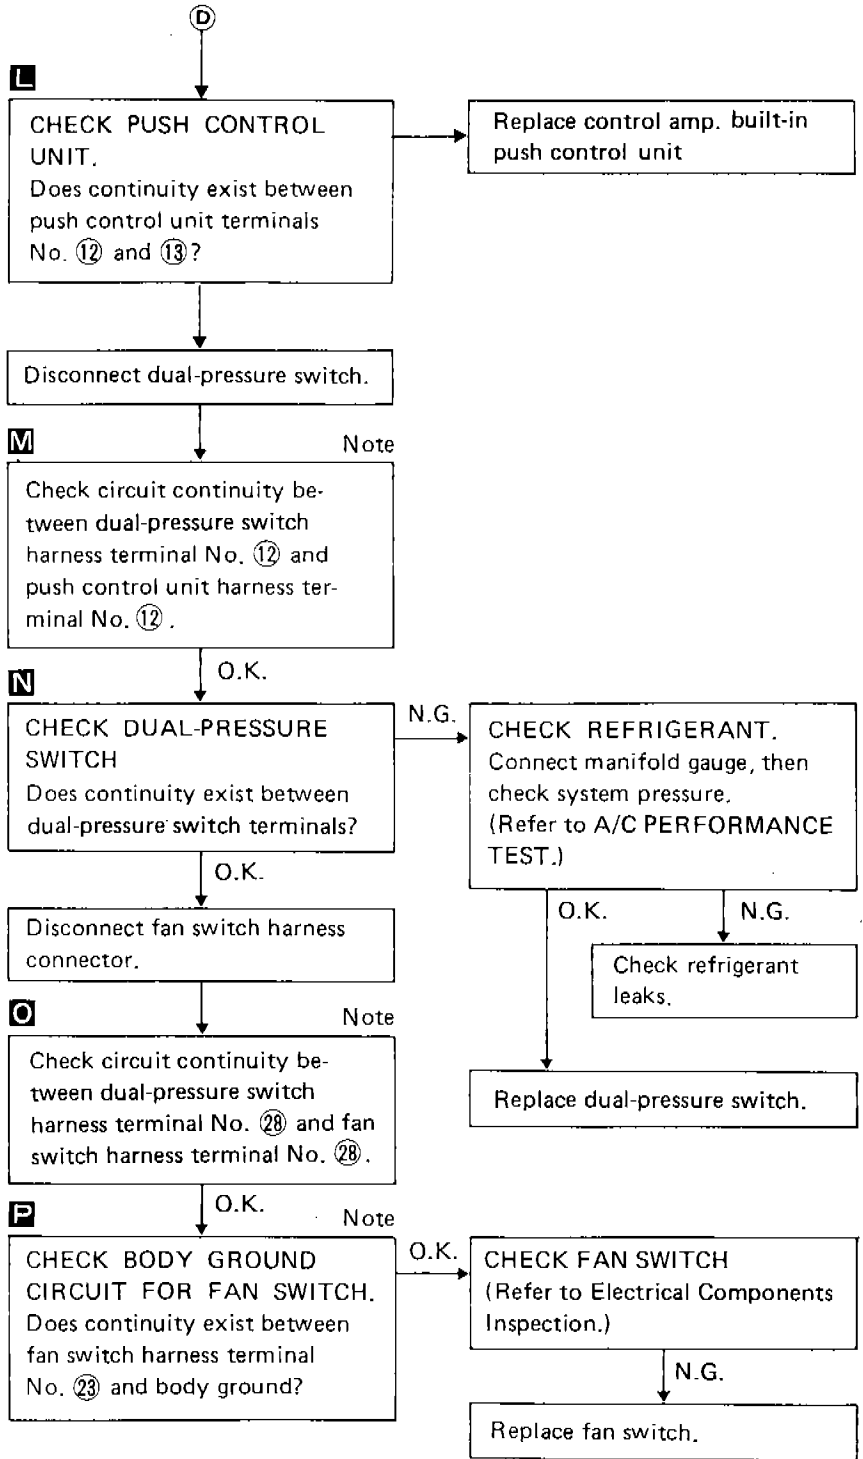 D
L
CHECK PUSH CONTROL
UNIT.
Does continuity exist between
push control unit terminals
No. ⑫ and ⑬?
Replace control amp. built-in
push control unit
Disconnect dual-pressure switch.
M
Note
Check circuit continuity be-
tween dual-pressure switch
harness terminal No. ⑫ and
push control unit harness ter-
minal No. ⑫.
O.K.
N
CHECK DUAL-PRESSURE
SWITCH
Does continuity exist between
dual-pressure switch terminals?
N.G.
CHECK REFRIGERANT.
Connect manifold gauge, then
check system pressure.
(Refer to A/C PERFORMANCE
TEST.)
O.K.
O.K.
N.G.
Disconnect fan switch harness
connector.
Check refrigerant
leaks.
O
Note
Check circuit continuity be-
tween dual-pressure switch
harness terminal No. ㉘ and fan
switch harness terminal No. ㉘.
Replace dual-pressure switch.
O.K.
P
Note
CHECK BODY GROUND
CIRCUIT FOR FAN SWITCH.
Does continuity exist between
fan switch harness terminal
No. ㉓ and body ground?
O.K.
CHECK FAN SWITCH
(Refer to Electrical Components
Inspection.)
N.G.
Replace fan switch.